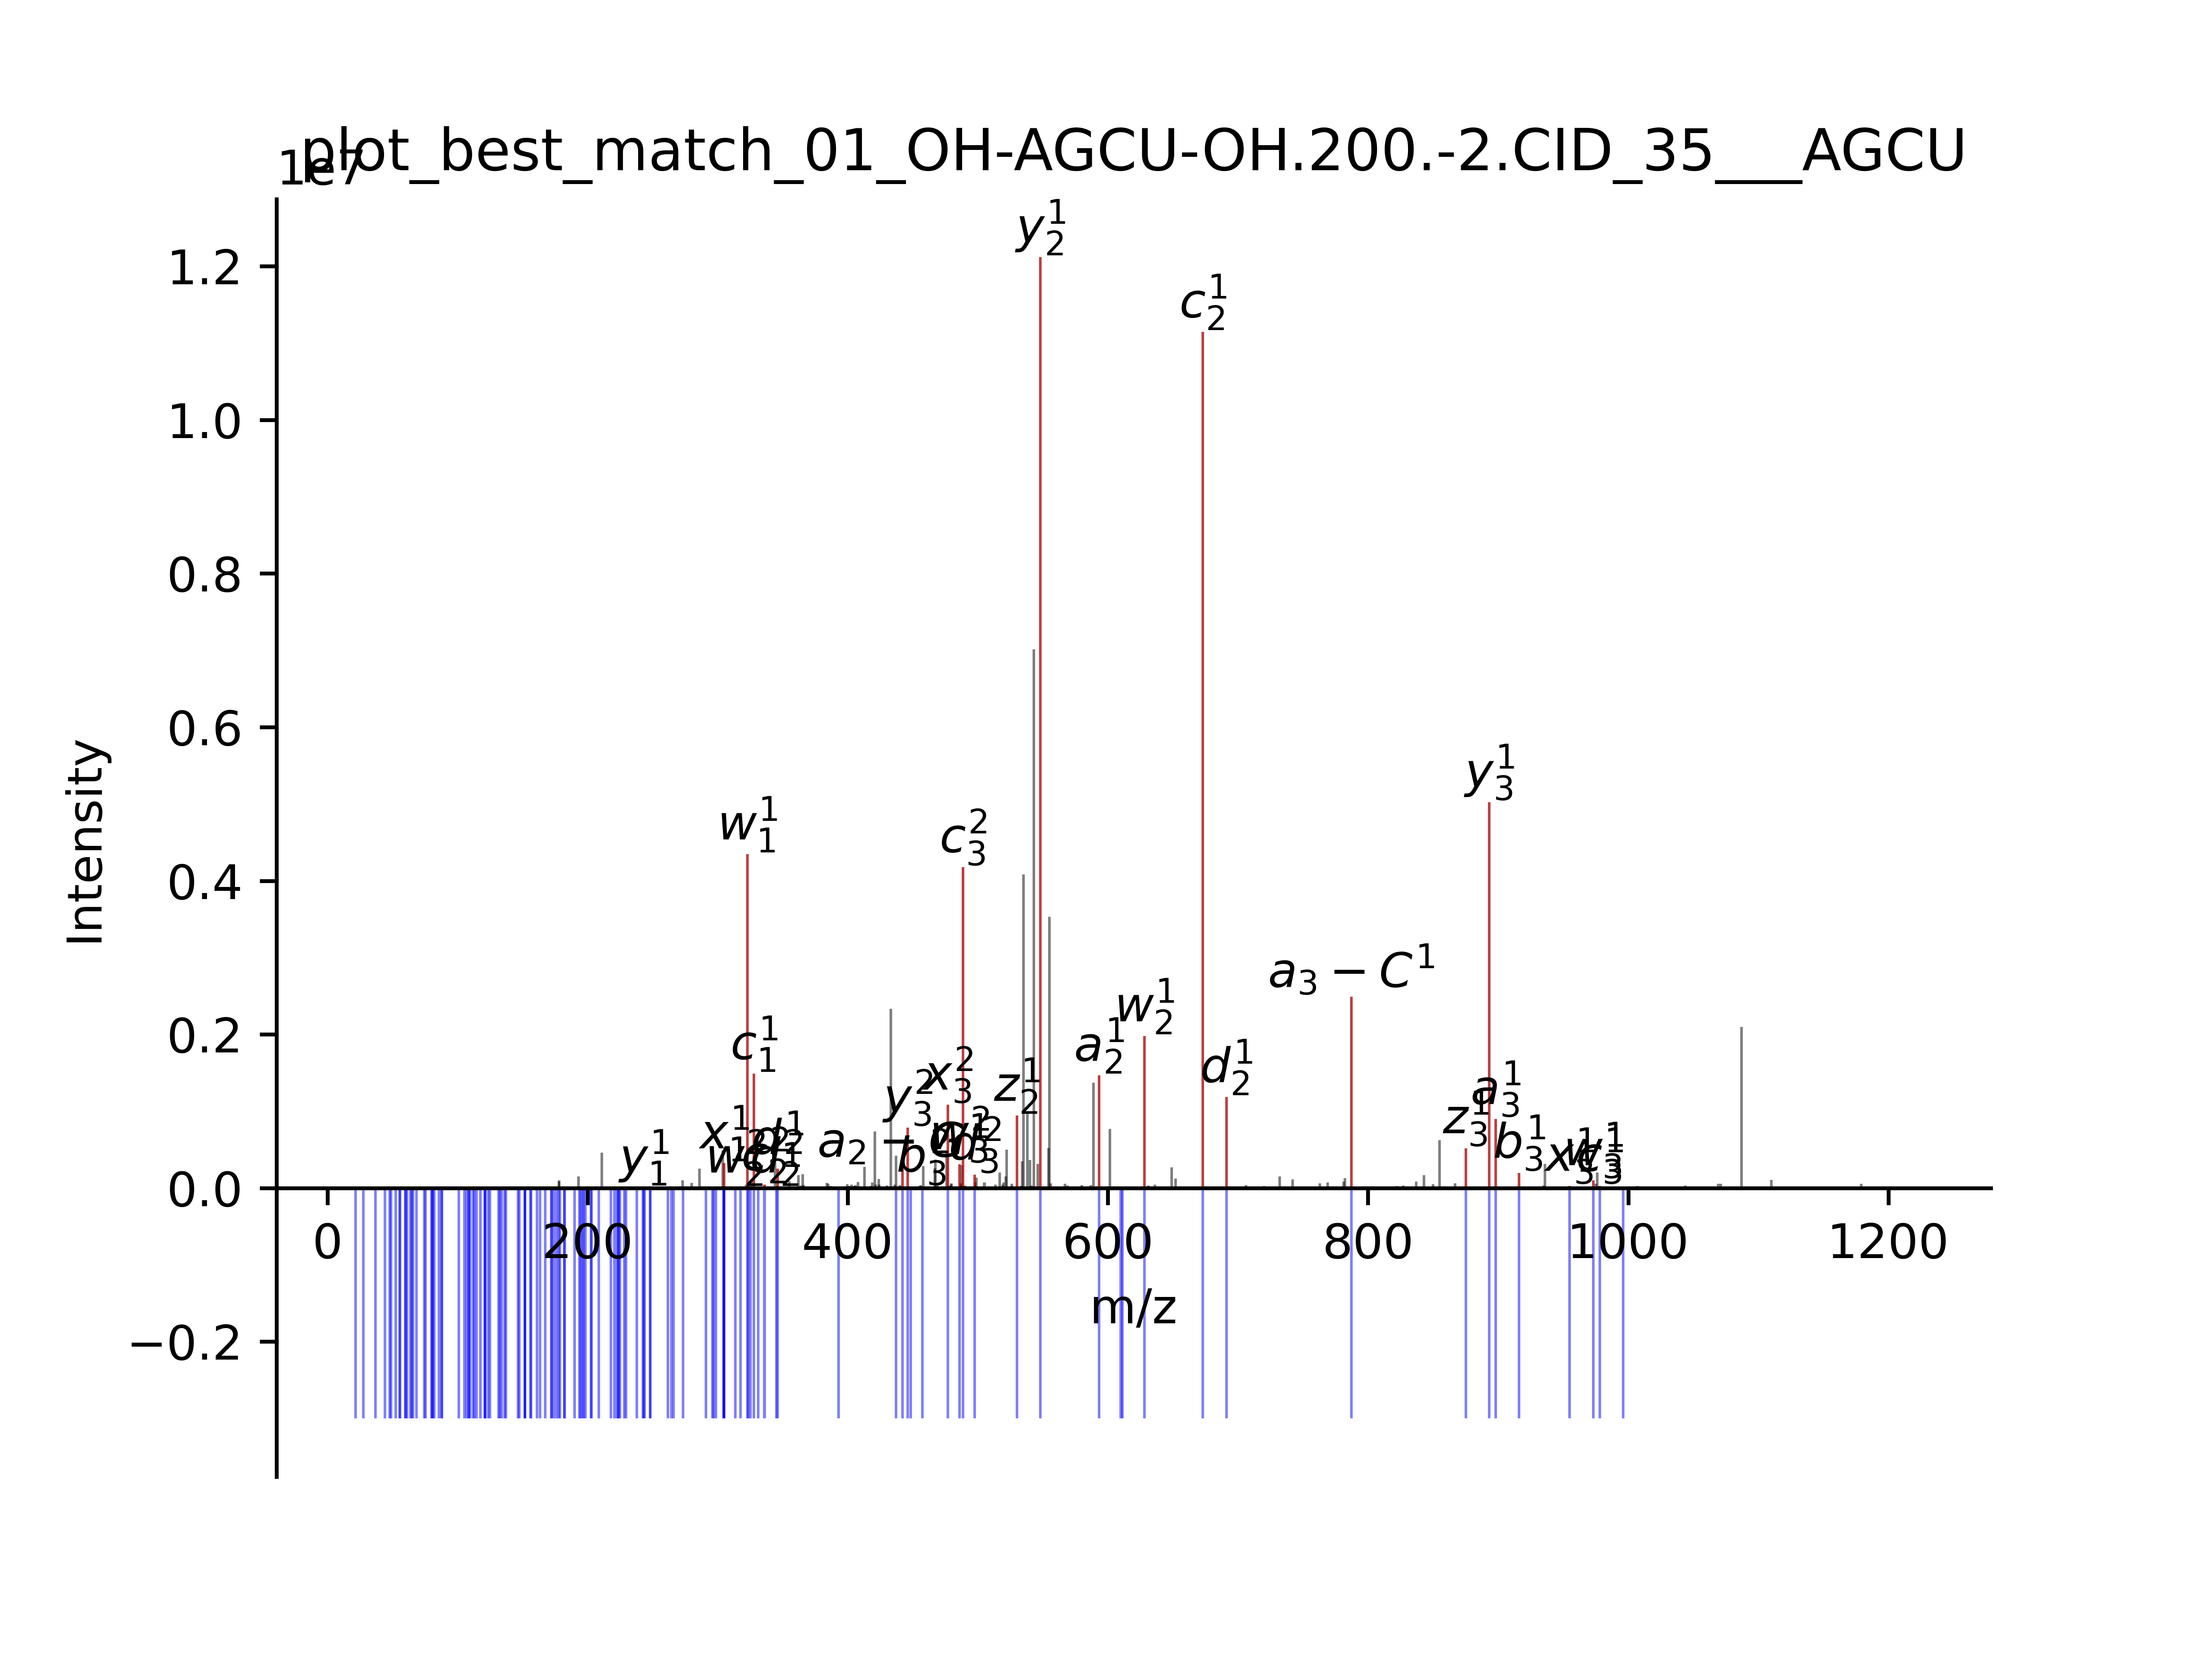 plot_best_match_01_OH-AGCU-OH.200.-2.CID_35___AGCU
1e7
y₂¹
1.2
c₂¹
1.0
0.8
y₃¹
0.6
w₁¹
c₃²
0.4
a₃ − C¹
w₂¹
0.2
c₁¹
a₂¹
d₂¹
y₃²
x₃²
z₂¹
a₃¹
z₃¹
y₁¹
x₁¹
a₂ −
b₃¹
0.0
0
200
400
600
800
1000
1200
m/z
−0.2
Intensity